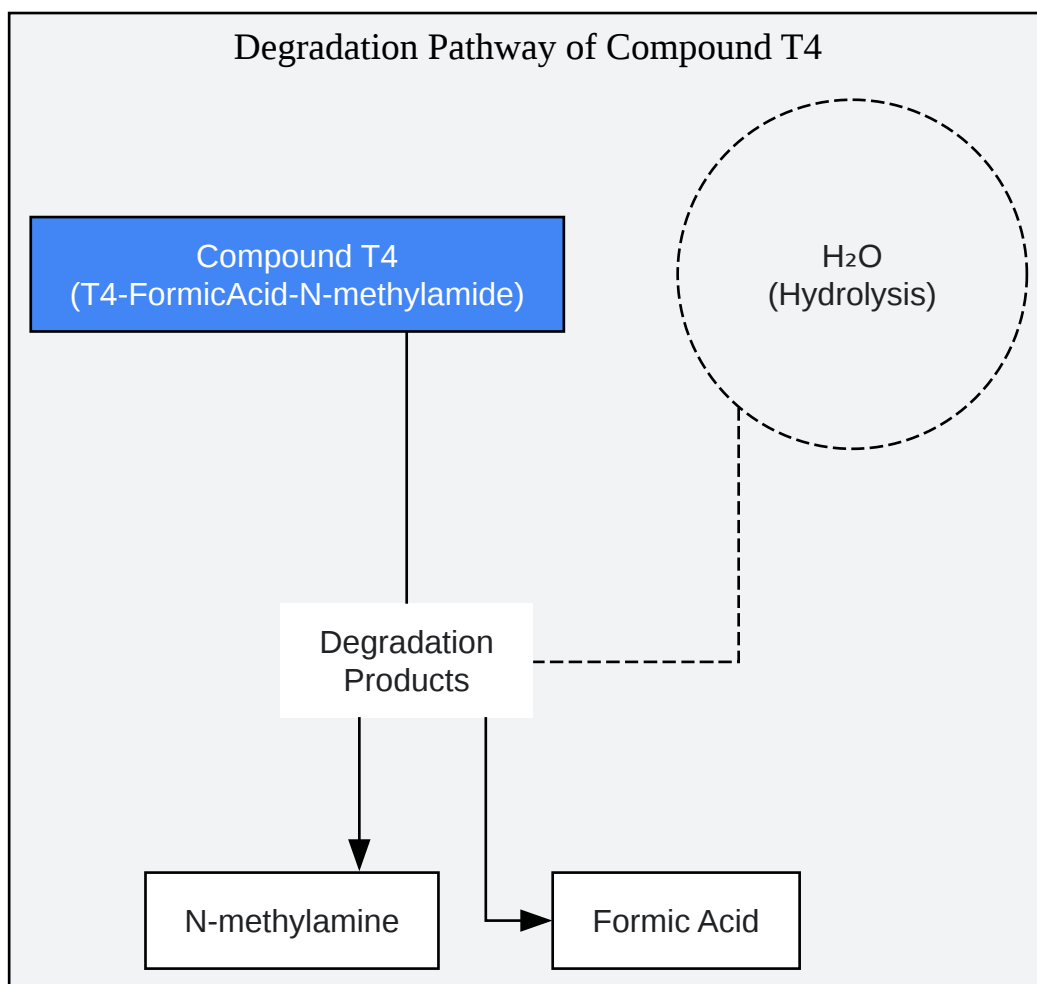 Degradation Pathway of Compound T4
Compound T4
(T4-FormicAcid-N-methylamide)
H₂O
(Hydrolysis)
Degradation
Products
N-methylamine
Formic Acid